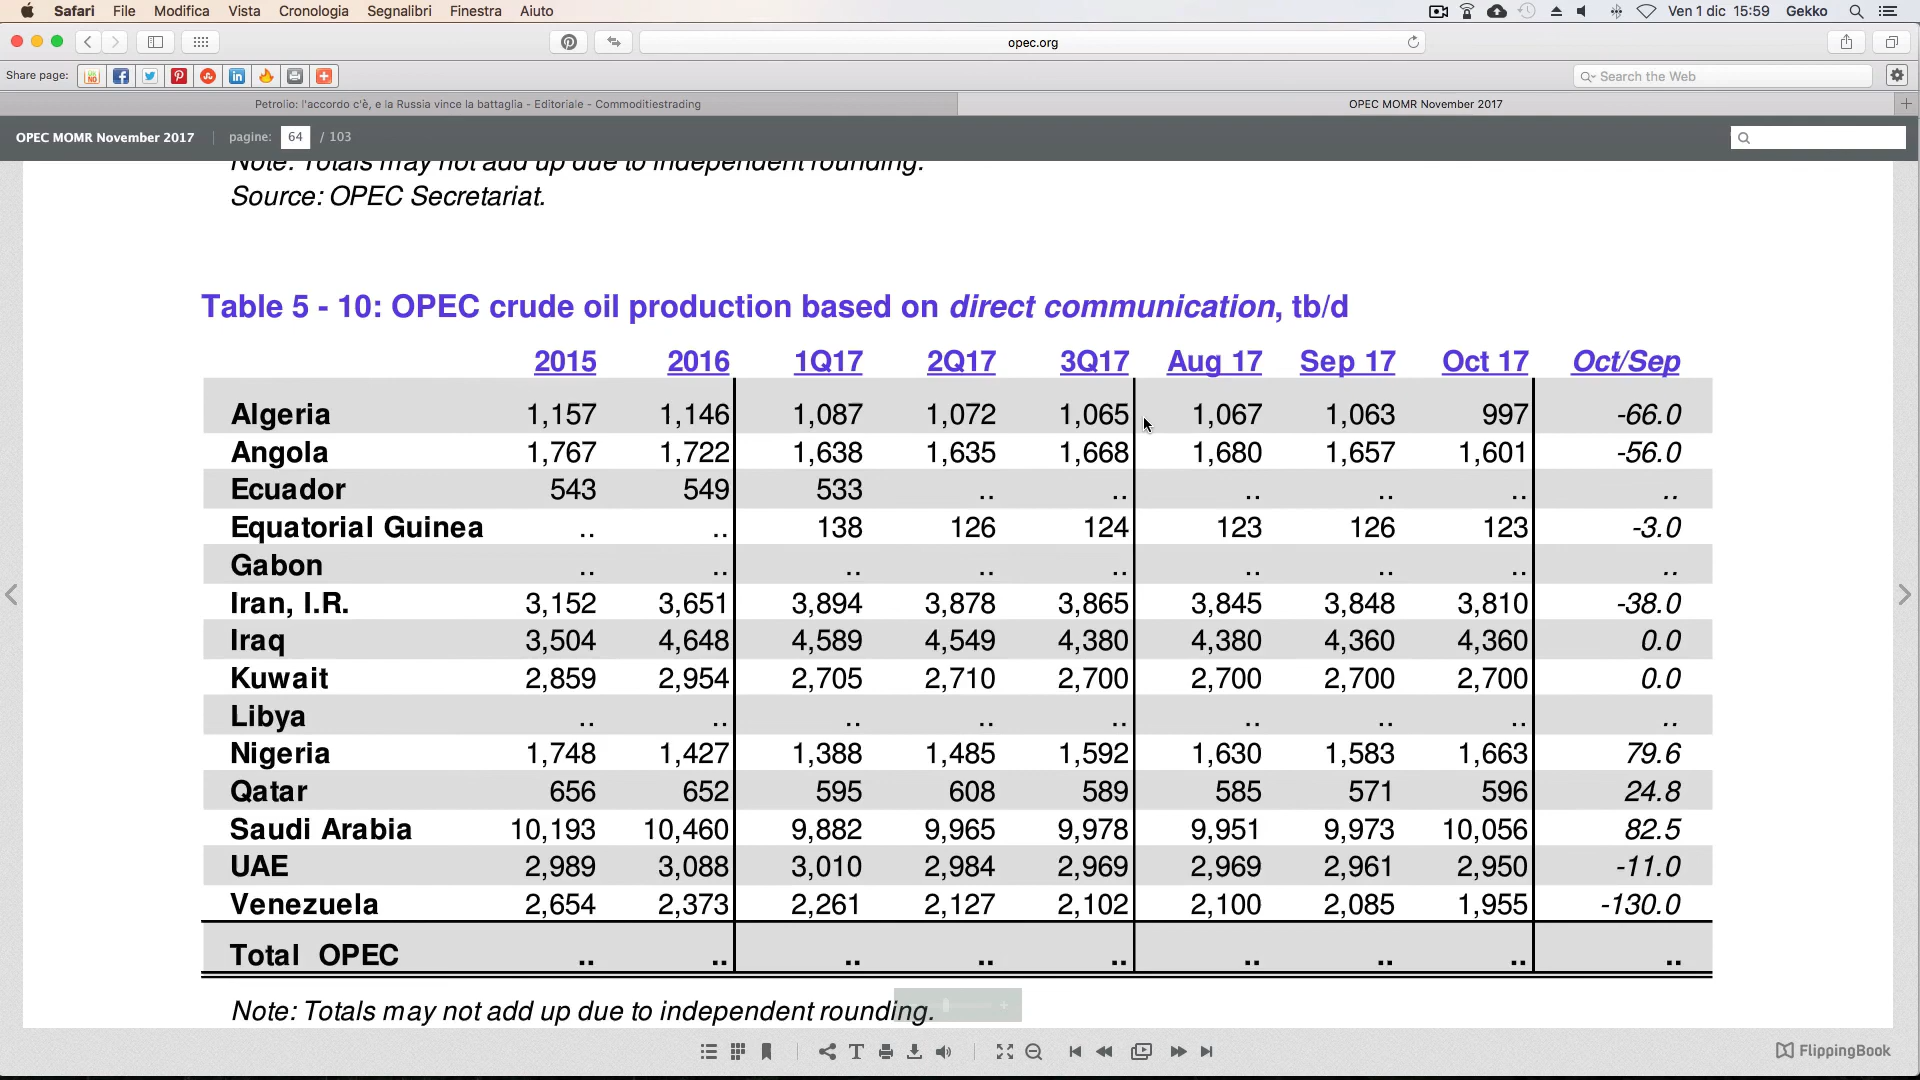 Safari File Modifica Vista Cronologia Segnalibri Finestra Aiuto Ven 1 dic 15:59 Gekko
opec.org
Share page: Search the Web
Petrolio: l'accordo c'è, e la Russia vince la battaglia - Editoriale - Commoditiestrading OPEC MOMR November 2017
OPEC MOMR November 2017 pagine: 64 / 103
Note: Totals may not add up due to independent rounding.
Source: OPEC Secretariat.
Table 5 - 10: OPEC crude oil production based on direct communication, tb/d
2015 2016 1Q17 2Q17 3Q17 Aug 17 Sep 17 Oct 17 Oct/Sep
Algeria 1,157 1,146 1,087 1,072 1,065 1,067 1,063 997 -66.0
Angola 1,767 1,722 1,638 1,635 1,668 1,680 1,657 1,601 -56.0
Ecuador 543 549 533 .. .. .. .. .. ..
Equatorial Guinea .. .. 138 126 124 123 126 123 -3.0
Gabon .. .. .. .. .. .. .. .. ..
Iran, I.R. 3,152 3,651 3,894 3,878 3,865 3,845 3,848 3,810 -38.0
Iraq 3,504 4,648 4,589 4,549 4,380 4,380 4,360 4,360 0.0
Kuwait 2,859 2,954 2,705 2,710 2,700 2,700 2,700 2,700 0.0
Libya .. .. .. .. .. .. .. .. ..
Nigeria 1,748 1,427 1,388 1,485 1,592 1,630 1,583 1,663 79.6
Qatar 656 652 595 608 589 585 571 596 24.8
Saudi Arabia 10,193 10,460 9,882 9,965 9,978 9,951 9,973 10,056 82.5
UAE 2,989 3,088 3,010 2,984 2,969 2,969 2,961 2,950 -11.0
Venezuela 2,654 2,373 2,261 2,127 2,102 2,100 2,085 1,955 -130.0
Total OPEC .. .. .. .. .. .. .. .. ..
Note: Totals may not add up due to independent rounding.
FlippingBook